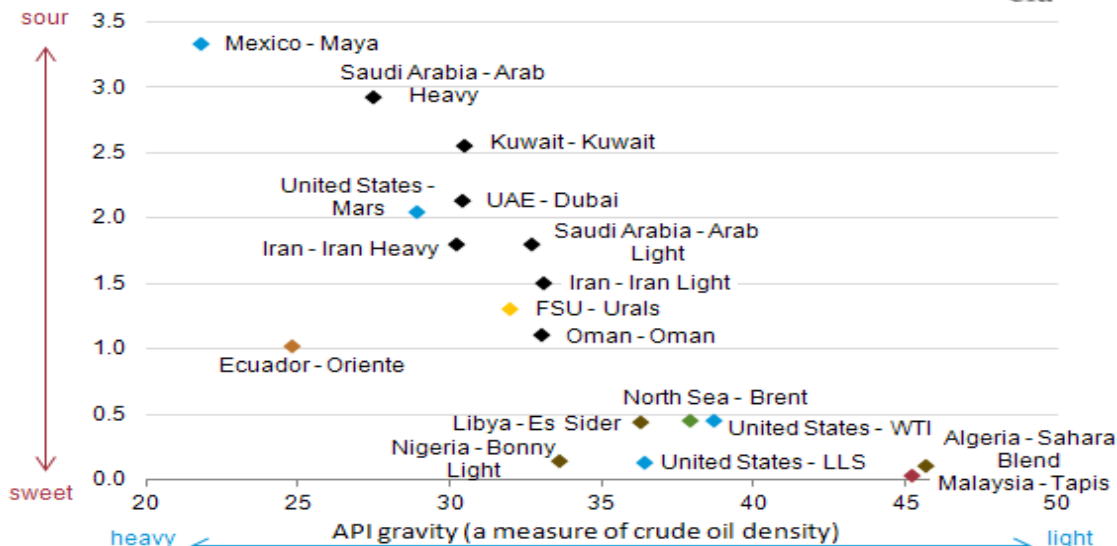 sour
3.5
Mexico - Maya
Saudi Arabia - Arab
Heavy
3.0
2.5
Kuwait - Kuwait
United States -
Mars
UAE - Dubai
2.0
Iran - Iran Heavy
Saudi Arabia - Arab
Light
1.5
Iran - Iran Light
FSU - Urals
Oman - Oman
1.0
Ecuador - Oriente
North Sea - Brent
0.5
Libya - Es Sider
United States - WTI
Nigeria - Bonny
Light
United States - LLS
Algeria - Sahara
Blend
Malaysia - Tapis
0.0
sweet
20 25 30 35 40 45 50
API gravity (a measure of crude oil density)
heavy
light